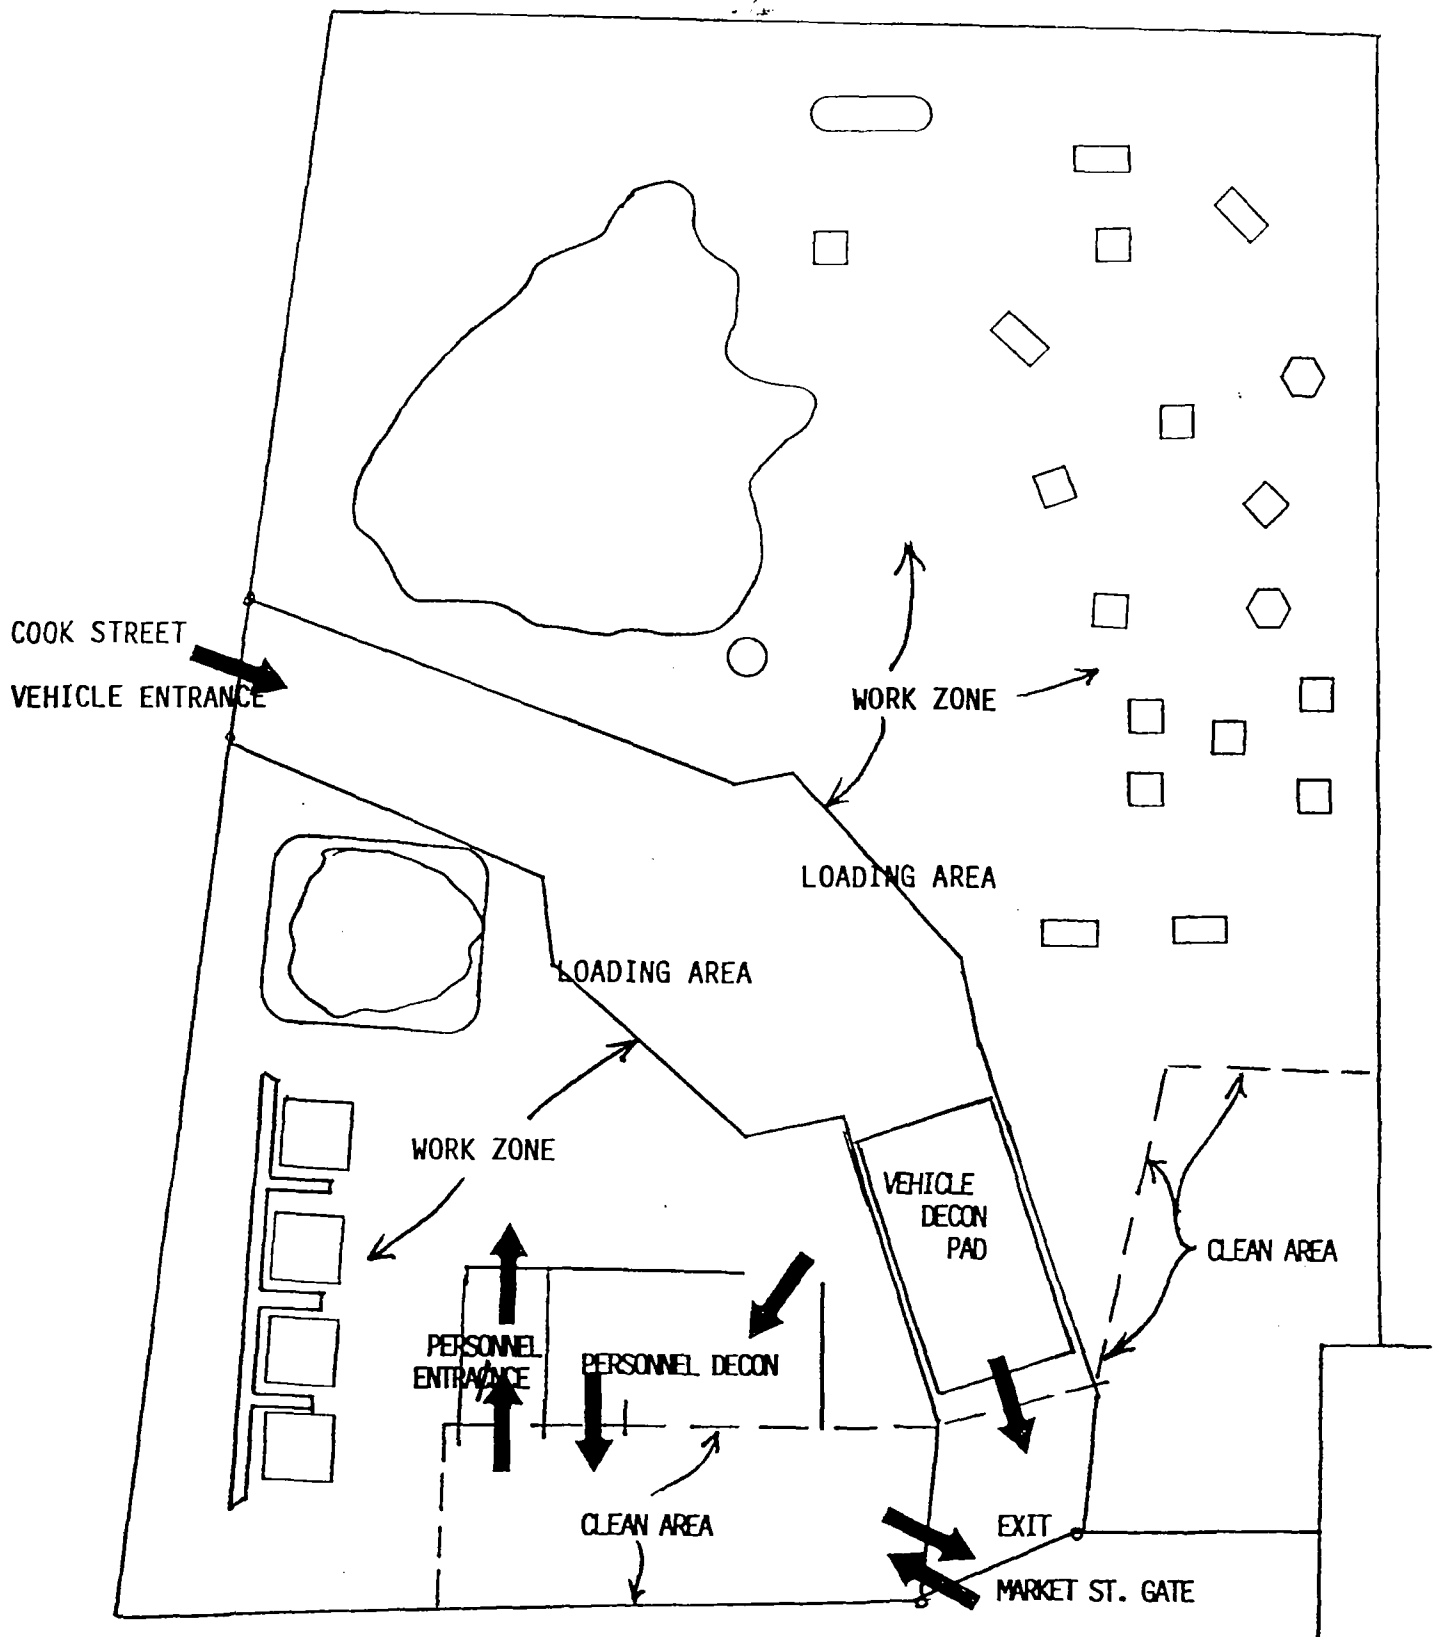 COOK STREET
VEHICLE ENTRANCE
WORK ZONE
LOADING AREA
LOADING AREA
WORK ZONE
VEHICLE
DECON
PAD
CLEAN AREA
PERSONNEL
ENTRANCE
PERSONNEL DECON
CLEAN AREA
EXIT
MARKET ST. GATE